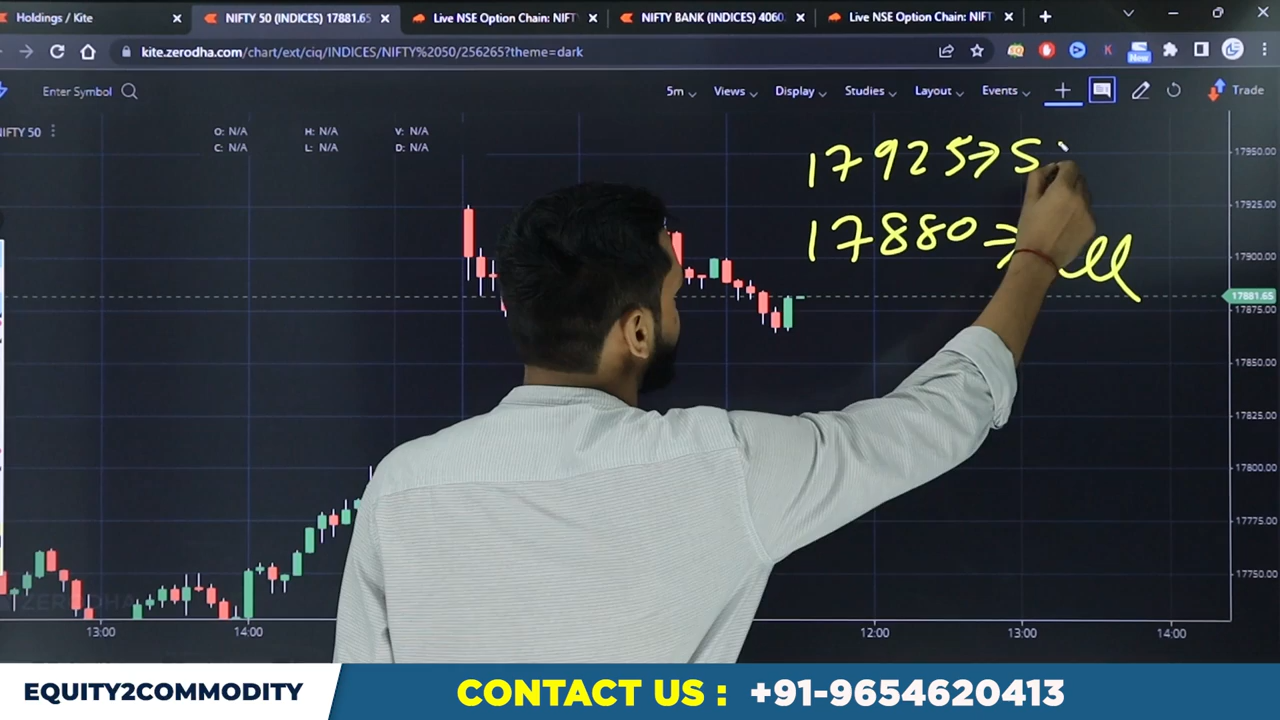 Holdings / Kite
NIFTY 50 (INDICES) 17881.65
Live NSE Option Chain: NIFT
NIFTY BANK (INDICES) 4060
Live NSE Option Chain: NIFT
kite.zerodha.com/chart/ext/ciq/INDICES/NIFTY%2050/256265?theme=dark
K
New
Enter Symbol
5m
Views
Display
Studies
Layout
Events
Trade
NIFTY 50
O: N/A
H: N/A
V: N/A
C: N/A
L: N/A
D: N/A
17925 ⇒ S
17880 ⇒
17950.00
17925.00
17900.00
17881.65
17875.00
17850.00
17825.00
17800.00
17775.00
17750.00
ZERODHA
13:00
14:00
12:00
13:00
14:00
EQUITY2COMMODITY
CONTACT US : +91-9654620413